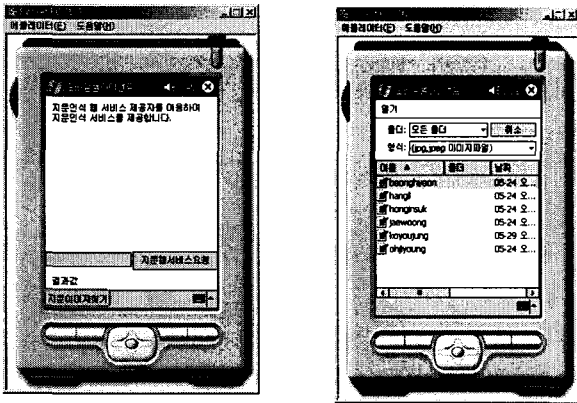 에뮬레이터(E) 도움말(H)
지문인식 웹 서비스 제공자를 이용하여
지문인식 서비스를 제공합니다.
지문웹서비스요청
결과값
지문이미지찾기
에뮬레이터(E) 도움말(H)
열기
폴더: 모든 폴더 취소
형식: (jpg,jpeg 이미지파일)
이름 폴더 날짜
beonghyeon 05-24 오...
hangil 05-24 오...
honginsuk 05-24 오...
jaewoong 05-24 오...
koyoujung 05-29 오...
ohjiyoung 05-24 오...